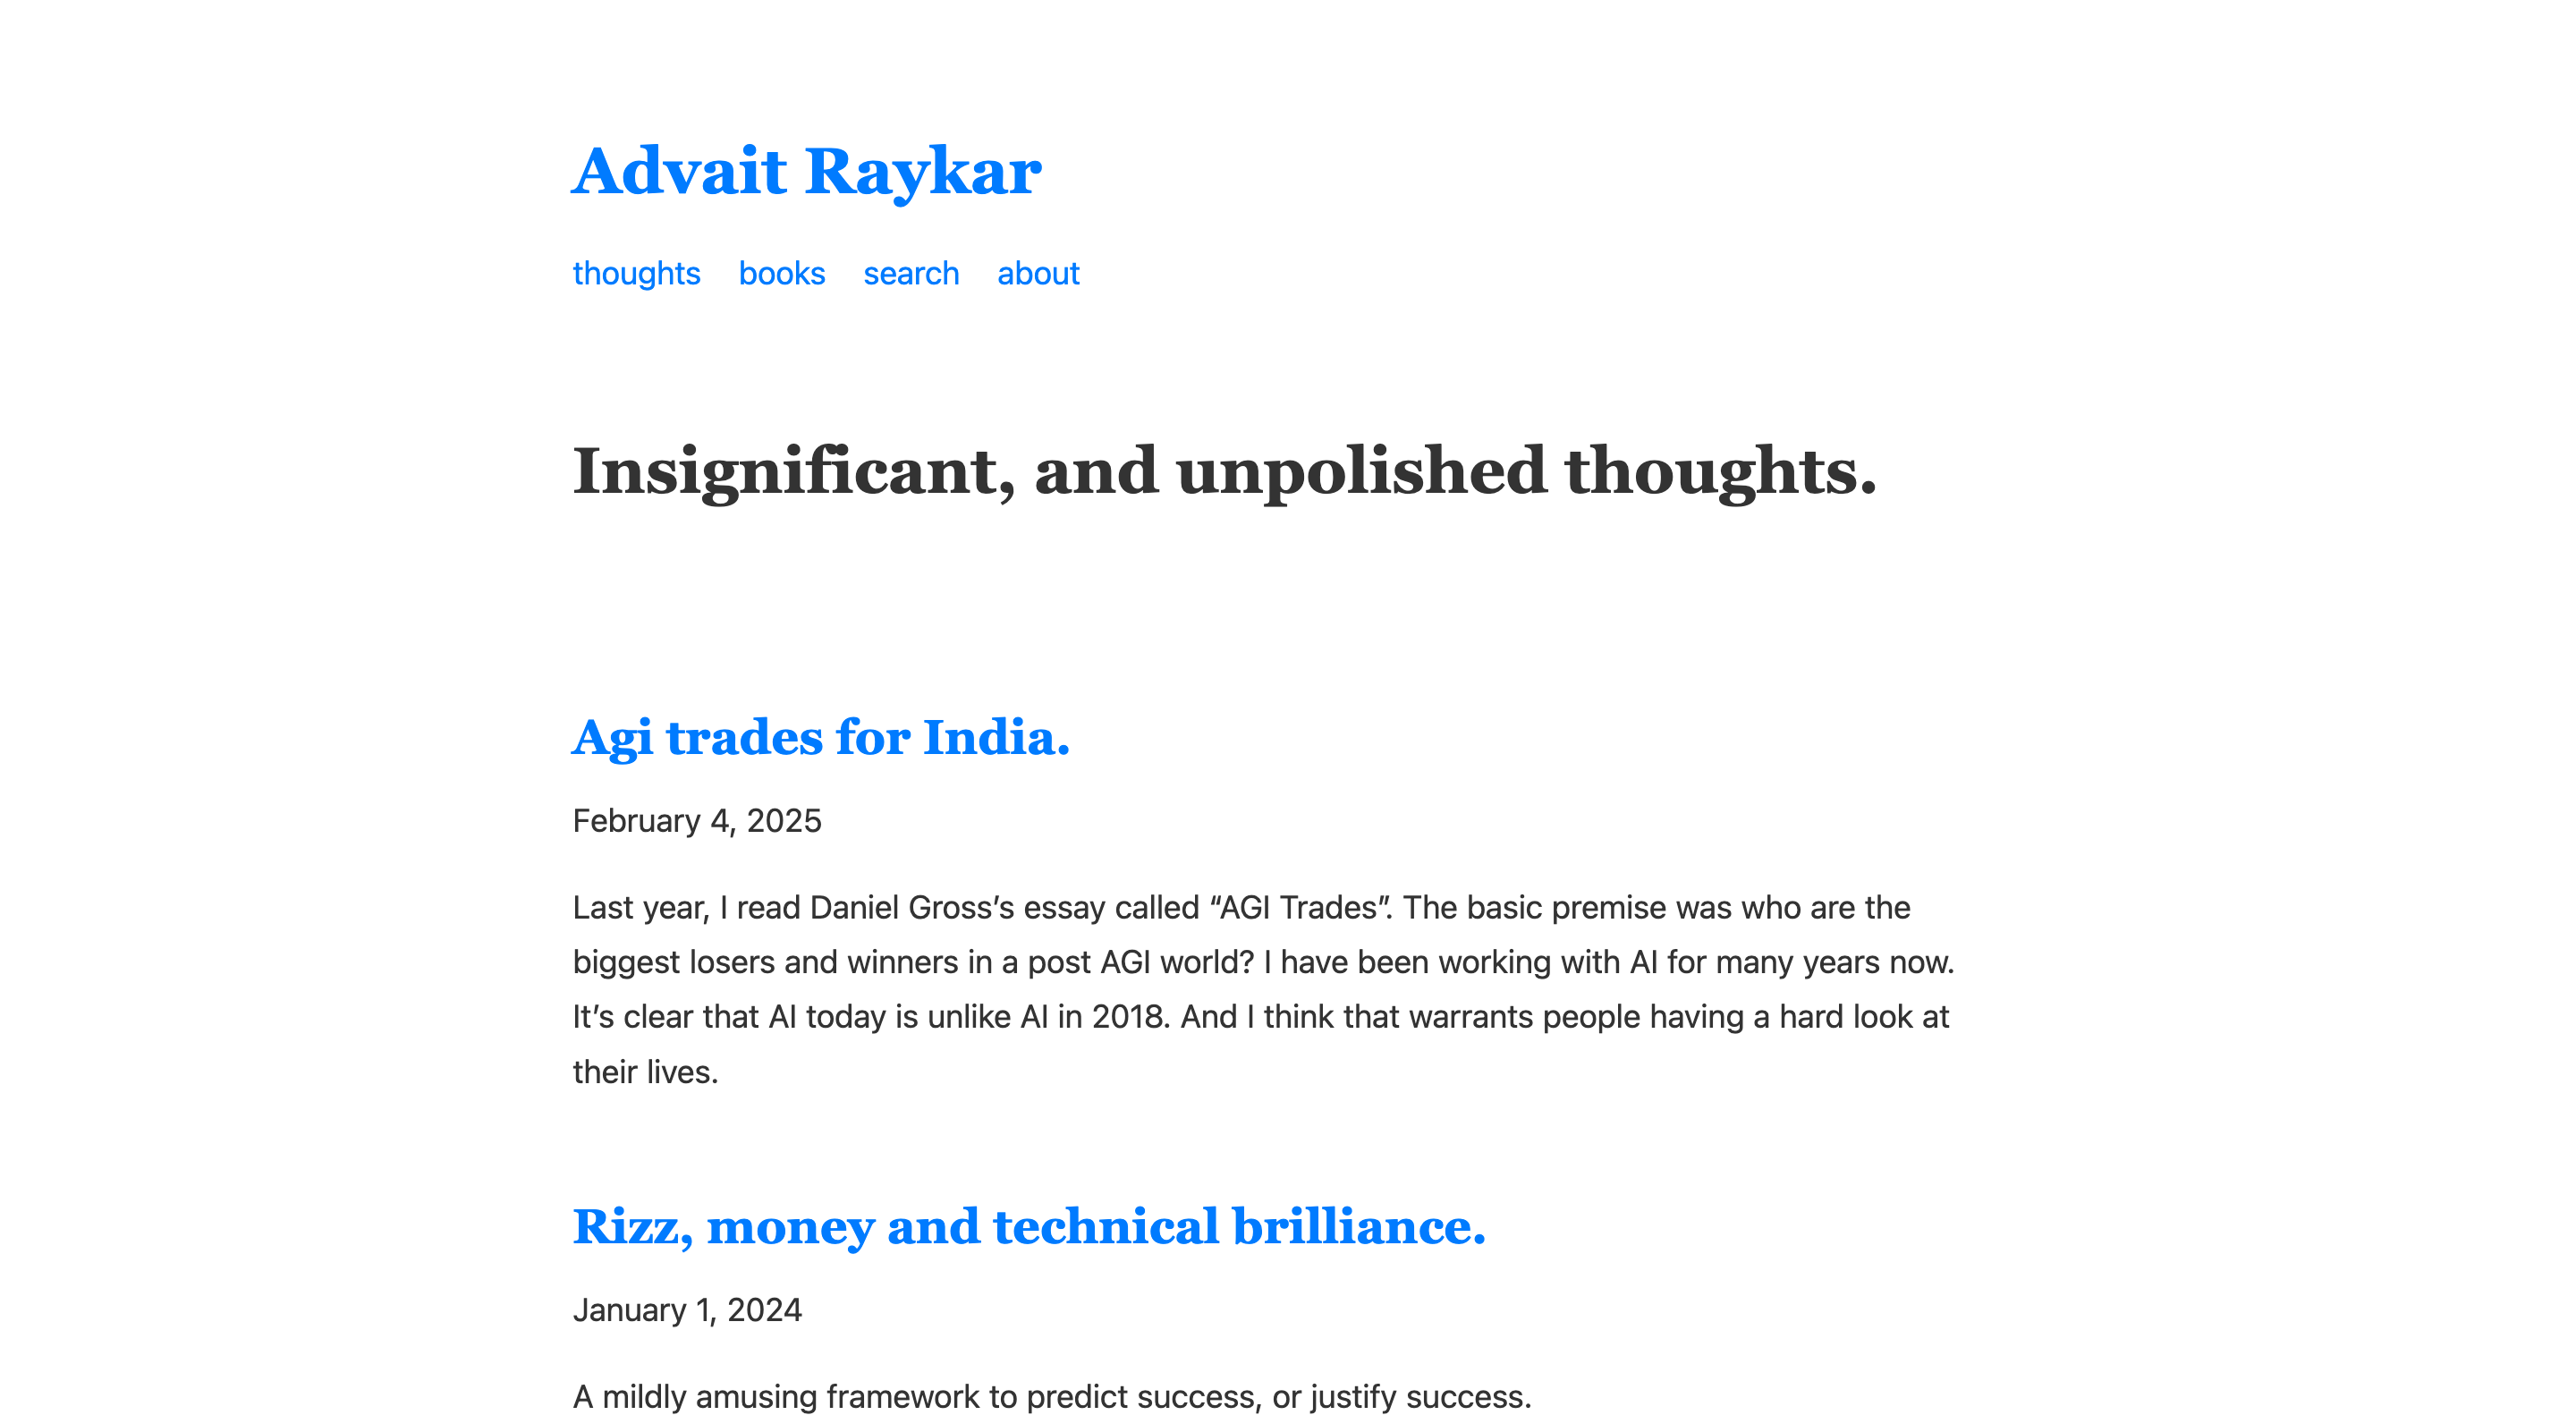 Advait Raykar
thoughts books search about
Insignificant, and unpolished thoughts.
Agi trades for India.
February 4, 2025
Last year, I read Daniel Gross’s essay called “AGI Trades”. The basic premise was who are the
biggest losers and winners in a post AGI world? I have been working with AI for many years now.
It’s clear that AI today is unlike AI in 2018. And I think that warrants people having a hard look at
their lives.
Rizz, money and technical brilliance.
January 1, 2024
A mildly amusing framework to predict success, or justify success.